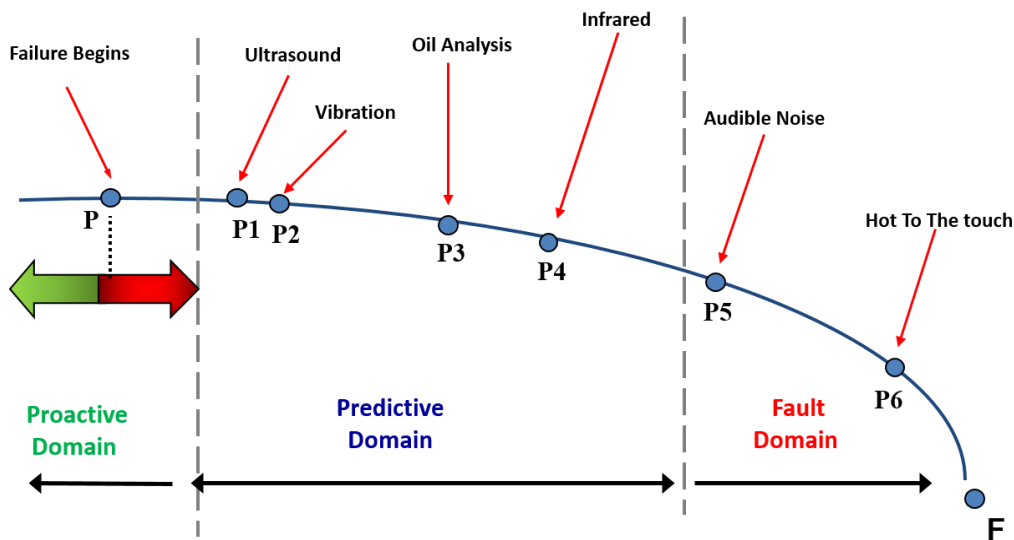 Failure Begins
Ultrasound
Vibration
Oil Analysis
Infrared
Audible Noise
Hot To The touch
P
P1
P2
P3
P4
P5
P6
F
Proactive
Domain
Predictive
Domain
Fault
Domain